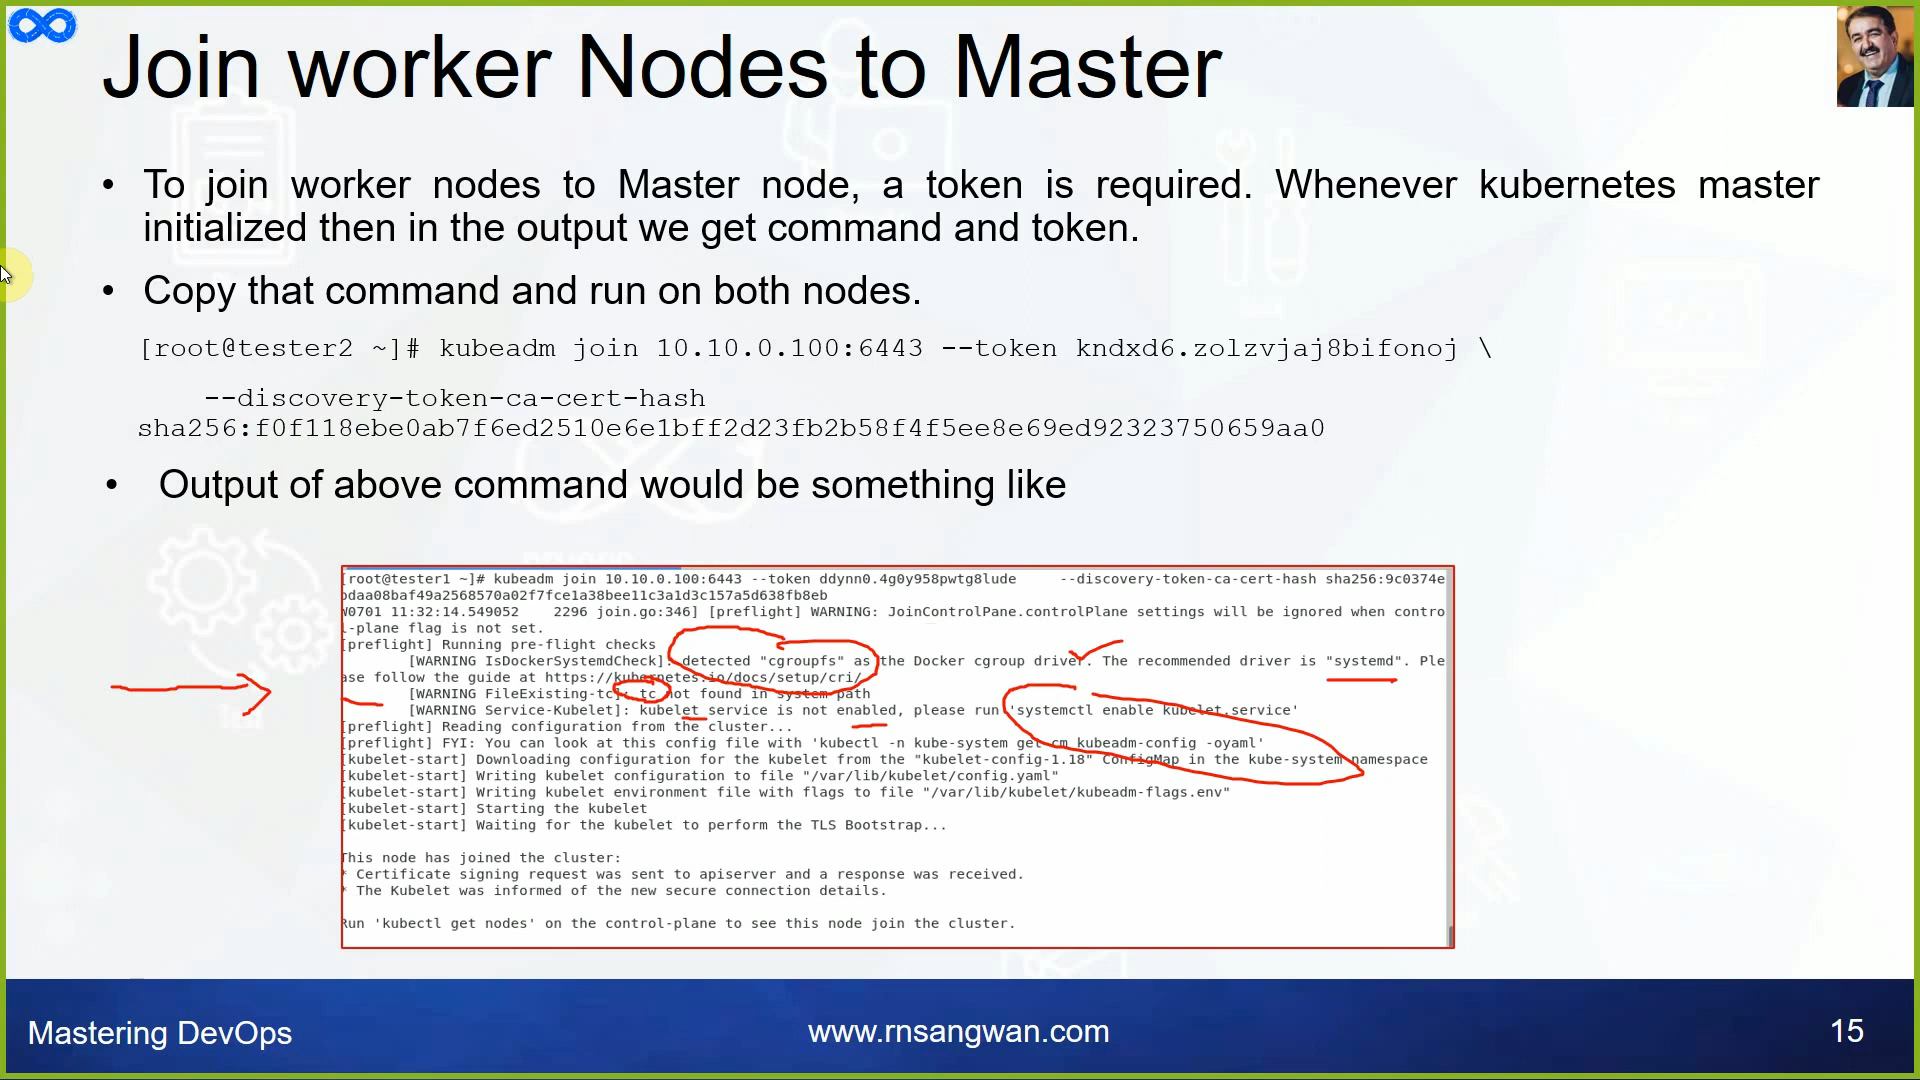 Join worker Nodes to Master
• To join worker nodes to Master node, a token is required. Whenever kubernetes master
initialized then in the output we get command and token.
• Copy that command and run on both nodes.
[root@tester2 ~]# kubeadm join 10.10.0.100:6443 --token kndxd6.zolzvjaj8bifonoj \
--discovery-token-ca-cert-hash
sha256:f0f118ebe0ab7f6ed2510e6e1bff2d23fb2b58f4f5ee8e69ed92323750659aa0
• Output of above command would be something like
[root@tester1 ~]# kubeadm join 10.10.0.100:6443 --token ddynn0.4g0y958pwtg8lude --discovery-token-ca-cert-hash sha256:9c0374e
bdaa08baf49a2568570a02f7fce1a38bee11c3a1d3c157a5d638fb8eb
W0701 11:32:14.549052 2296 join.go:346] [preflight] WARNING: JoinControlPane.controlPlane settings will be ignored when contro
l-plane flag is not set.
[preflight] Running pre-flight checks
[WARNING IsDockerSystemdCheck]: detected "cgroupfs" as the Docker cgroup driver. The recommended driver is "systemd". Ple
ase follow the guide at https://kubernetes.io/docs/setup/cri/
[WARNING FileExisting-tc]: tc not found in system path
[WARNING Service-Kubelet]: kubelet service is not enabled, please run 'systemctl enable kubelet.service'
[preflight] Reading configuration from the cluster...
[preflight] FYI: You can look at this config file with 'kubectl -n kube-system get cm kubeadm-config -oyaml'
[kubelet-start] Downloading configuration for the kubelet from the "kubelet-config-1.18" ConfigMap in the kube-system namespace
[kubelet-start] Writing kubelet configuration to file "/var/lib/kubelet/config.yaml"
[kubelet-start] Writing kubelet environment file with flags to file "/var/lib/kubelet/kubeadm-flags.env"
[kubelet-start] Starting the kubelet
[kubelet-start] Waiting for the kubelet to perform the TLS Bootstrap...
This node has joined the cluster:
* Certificate signing request was sent to apiserver and a response was received.
* The Kubelet was informed of the new secure connection details.
Run 'kubectl get nodes' on the control-plane to see this node join the cluster.
Mastering DevOps
www.rnsangwan.com
15